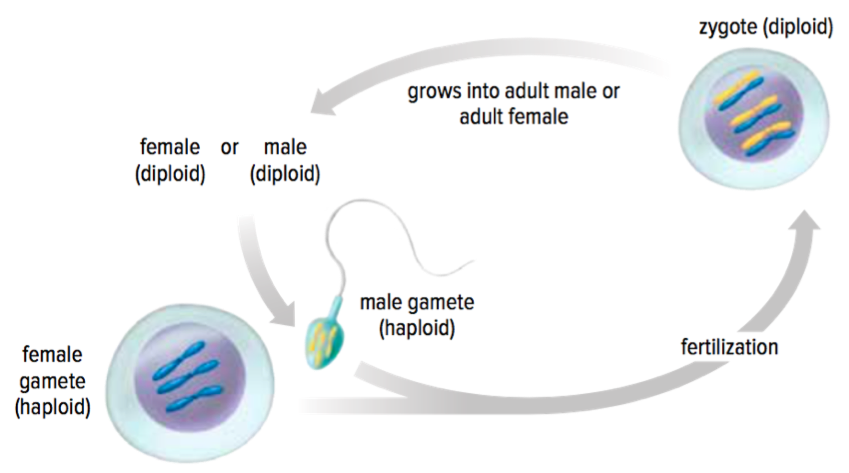 zygote (diploid)
grows into adult male or
adult female
female or male
(diploid) (diploid)
male gamete
(haploid)
female
gamete
(haploid)
fertilization